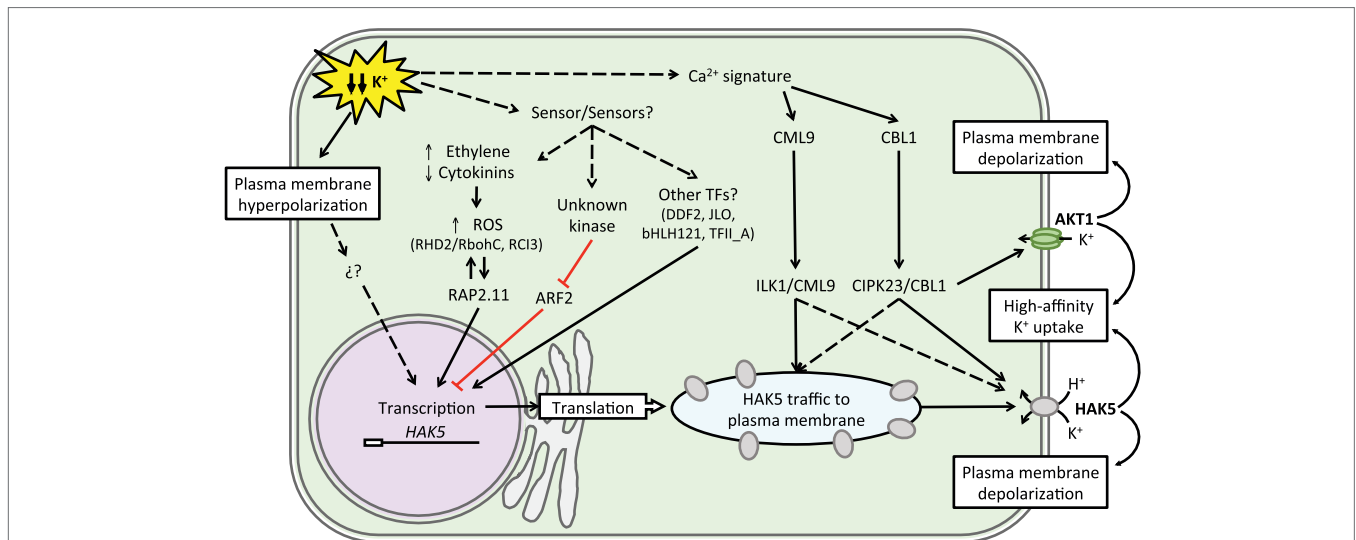 K⁺
Ca²⁺ signature
Sensor/Sensors?
CML9
CBL1
Plasma membrane
depolarization
↑ Ethylene
↓ Cytokinins
Plasma membrane
hyperpolarization
Other TFs?
(DDF2, JLO,
bHLH121, TFII_A)
Unknown
kinase
↑ ROS
(RHD2/RbohC, RCI3)
AKT1
K⁺
¿?
RAP2.11
ARF2
ILK1/CML9
CIPK23/CBL1
High-affinity
K⁺ uptake
Transcription
HAK5
Translation
HAK5 traffic to
plasma membrane
H⁺
HAK5
K⁺
Plasma membrane
depolarization